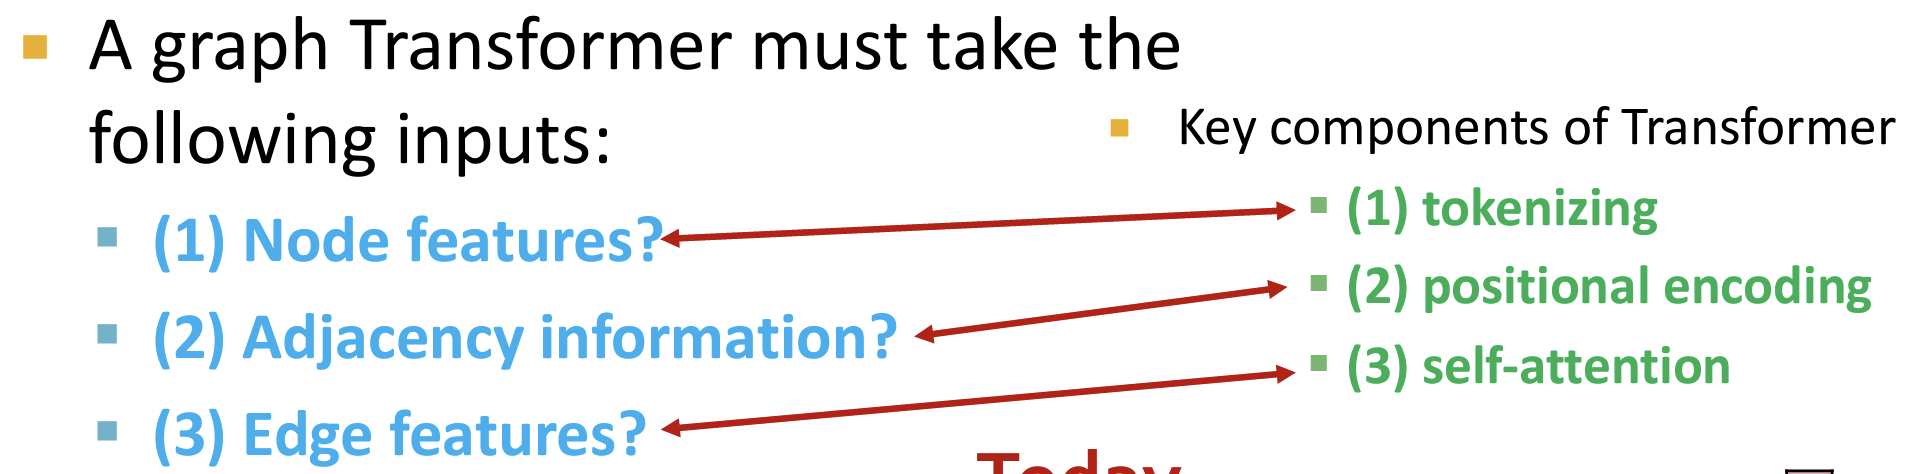 A graph Transformer must take the
following inputs:
(1) Node features?
(2) Adjacency information?
(3) Edge features?
Key components of Transformer
(1) tokenizing
(2) positional encoding
(3) self-attention
Today